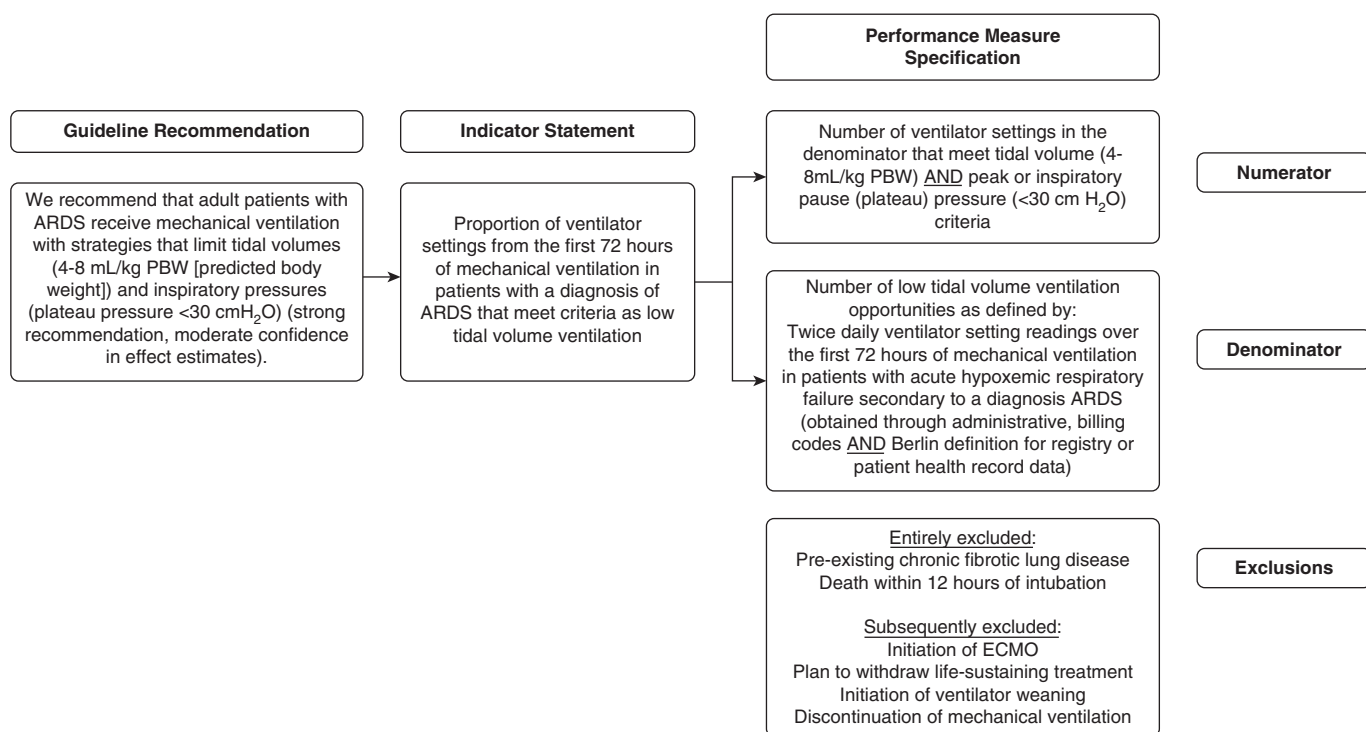 Performance Measure
Specification
Guideline Recommendation
We recommend that adult patients with
ARDS receive mechanical ventilation
with strategies that limit tidal volumes
(4-8 mL/kg PBW [predicted body
weight]) and inspiratory pressures
(plateau pressure <30 cmH₂O) (strong
recommendation, moderate confidence
in effect estimates).
Indicator Statement
Proportion of ventilator
settings from the first 72 hours
of mechanical ventilation in
patients with a diagnosis of
ARDS that meet criteria as low
tidal volume ventilation
Number of ventilator settings in the
denominator that meet tidal volume (4-
8mL/kg PBW) AND peak or inspiratory
pause (plateau) pressure (<30 cm H₂O)
criteria
Numerator
Number of low tidal volume ventilation
opportunities as defined by:
Twice daily ventilator setting readings over
the first 72 hours of mechanical ventilation
in patients with acute hypoxemic respiratory
failure secondary to a diagnosis ARDS
(obtained through administrative, billing
codes AND Berlin definition for registry or
patient health record data)
Denominator
Entirely excluded:
Pre-existing chronic fibrotic lung disease
Death within 12 hours of intubation
Subsequently excluded:
Initiation of ECMO
Plan to withdraw life-sustaining treatment
Initiation of ventilator weaning
Discontinuation of mechanical ventilation
Exclusions